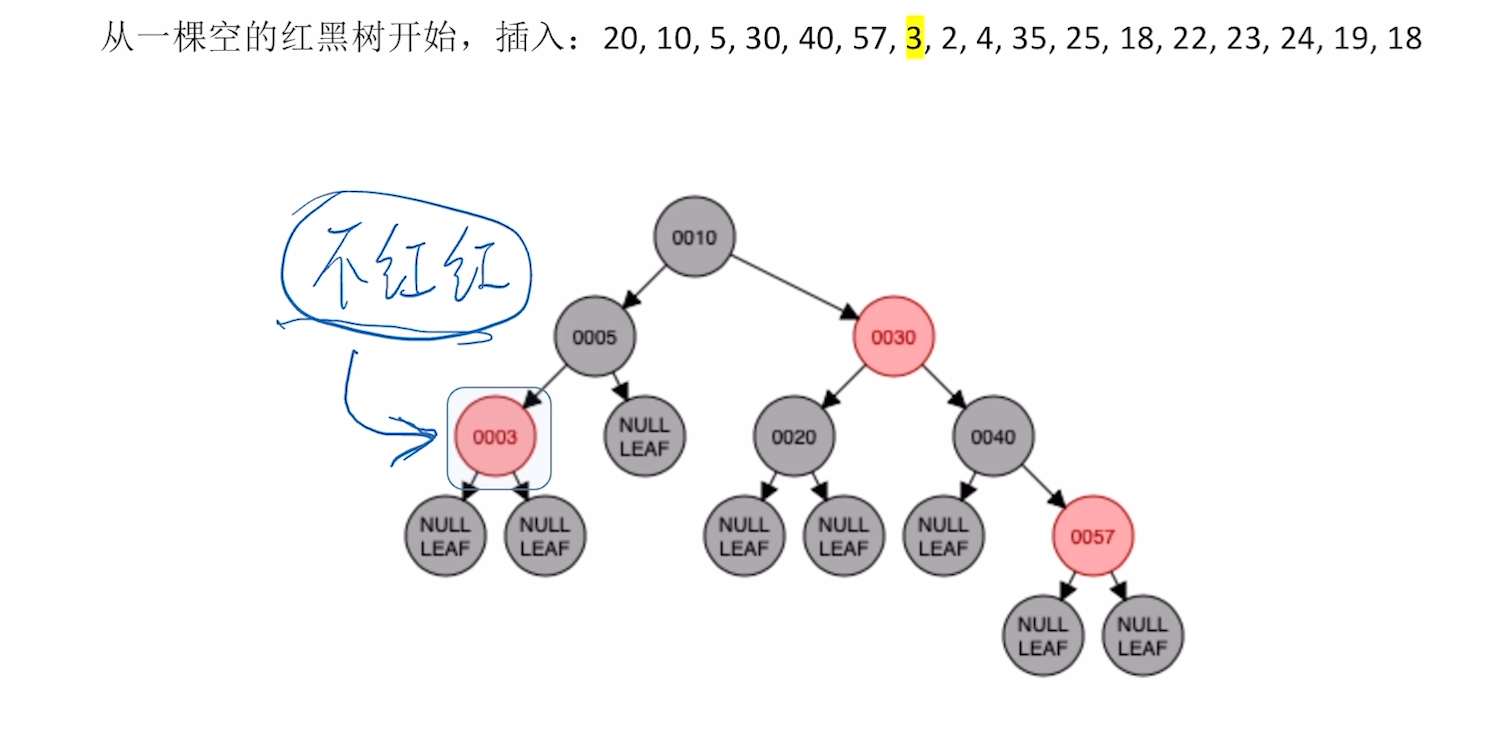 从一棵空的红黑树开始，插入：20, 10, 5, 30, 40, 57, 3, 2, 4, 35, 25, 18, 22, 23, 24, 19, 18
不红红
0010
0005
0030
0003
NULL
LEAF
0020
0040
NULL
LEAF
NULL
LEAF
NULL
LEAF
NULL
LEAF
NULL
LEAF
0057
NULL
LEAF
NULL
LEAF